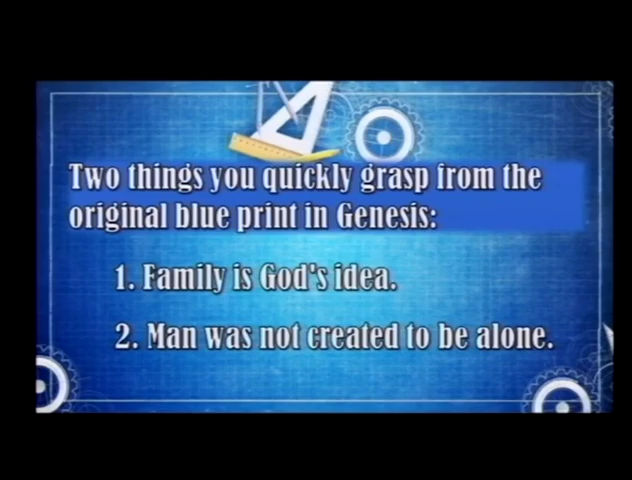 Two things you quickly grasp from the
original blue print in Genesis:
1. Family is God's idea.
2. Man was not created to be alone.